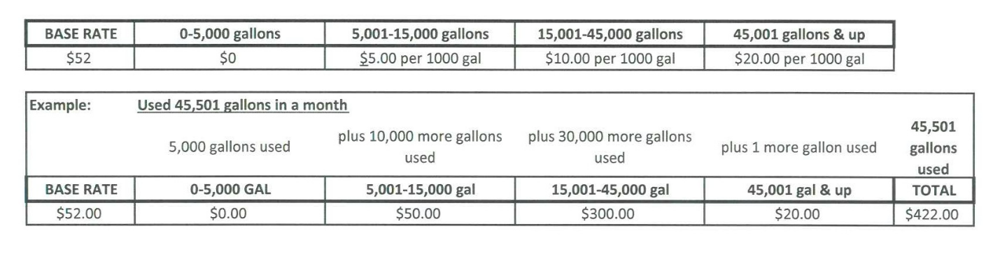 BASE RATE 0-5,000 gallons 5,001-15,000 gallons 15,001-45,000 gallons 45,001 gallons & up
$52 $0 $5.00 per 1000 gal $10.00 per 1000 gal $20.00 per 1000 gal
Example: Used 45,501 gallons in a month
5,000 gallons used
plus 10,000 more gallons
used
plus 30,000 more gallons
used
plus 1 more gallon used
45,501
gallons
used
BASE RATE 0-5,000 GAL 5,001-15,000 gal 15,001-45,000 gal 45,001 gal & up TOTAL
$52.00 $0.00 $50.00 $300.00 $20.00 $422.00